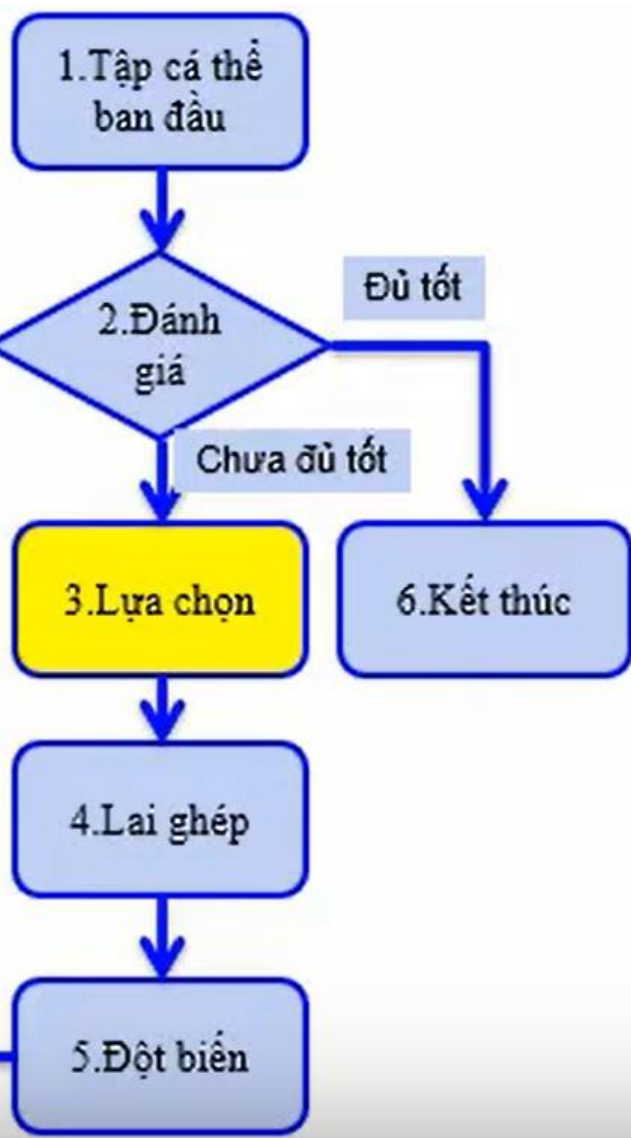 1.Tập cá thể
ban đầu
2.Đánh
giá
Đủ tốt
Chưa đủ tốt
3.Lựa chọn
6.Kết thúc
4.Lai ghép
5.Đột biến